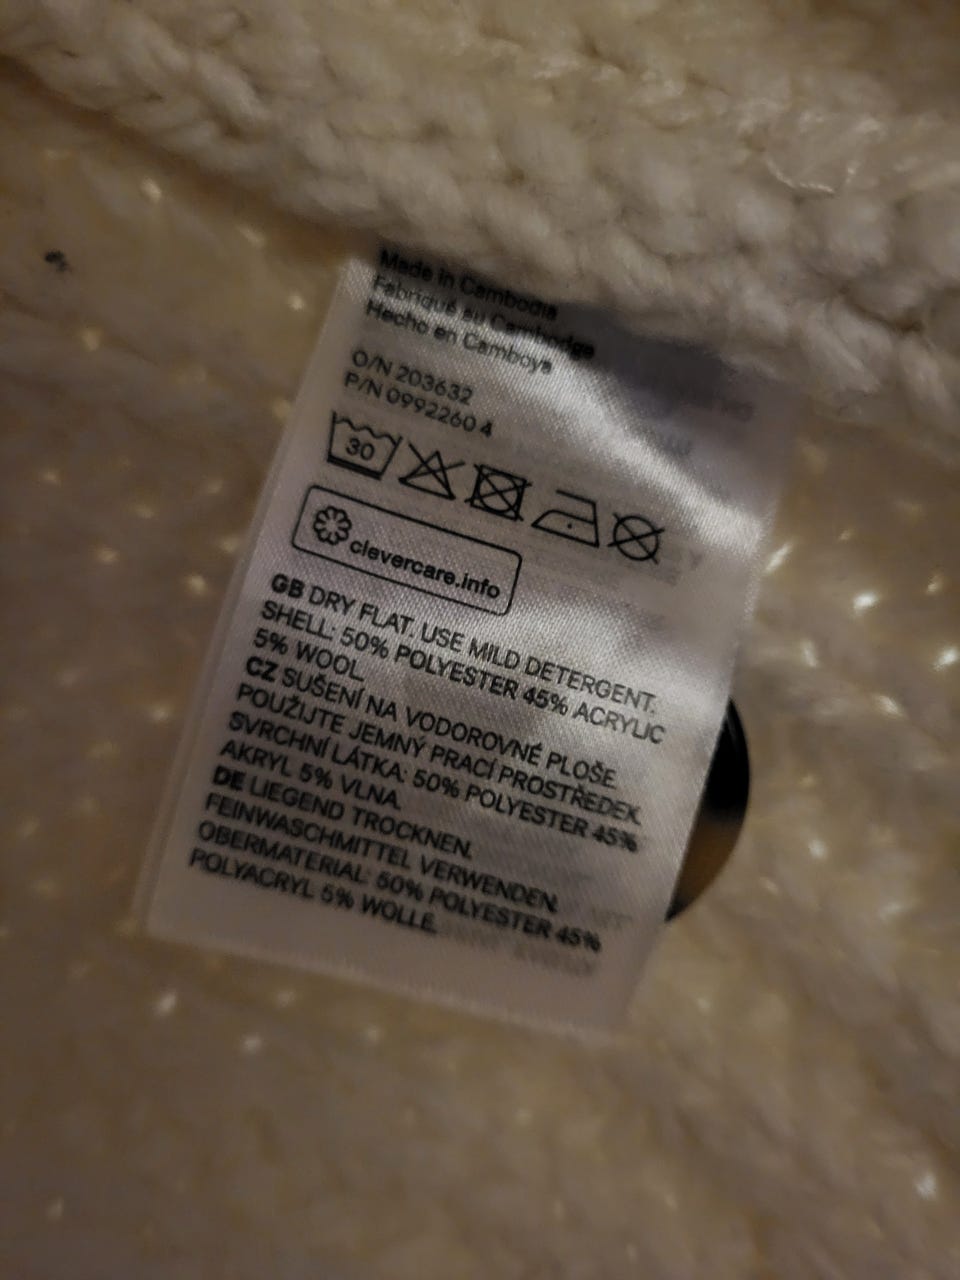 Made in Cambodia
Fabriqué au Cambodge
Hecho en Camboya
O/N 203632
P/N 0992260 4
30
clevercare.info
GB DRY FLAT. USE MILD DETERGENT.
SHELL: 50% POLYESTER 45% ACRYLIC
5% WOOL.
CZ SUŠENÍ NA VODOROVNÉ PLOŠE.
POUŽIJTE JEMNÝ PRACÍ PROSTŘEDEK.
SVRCHNÍ LÁTKA: 50% POLYESTER 45%
AKRYL 5% VLNA.
DE LIEGEND TROCKNEN.
FEINWASCHMITTEL VERWENDEN.
OBERMATERIAL: 50% POLYESTER 45%
POLYACRYL 5% WOLLE.